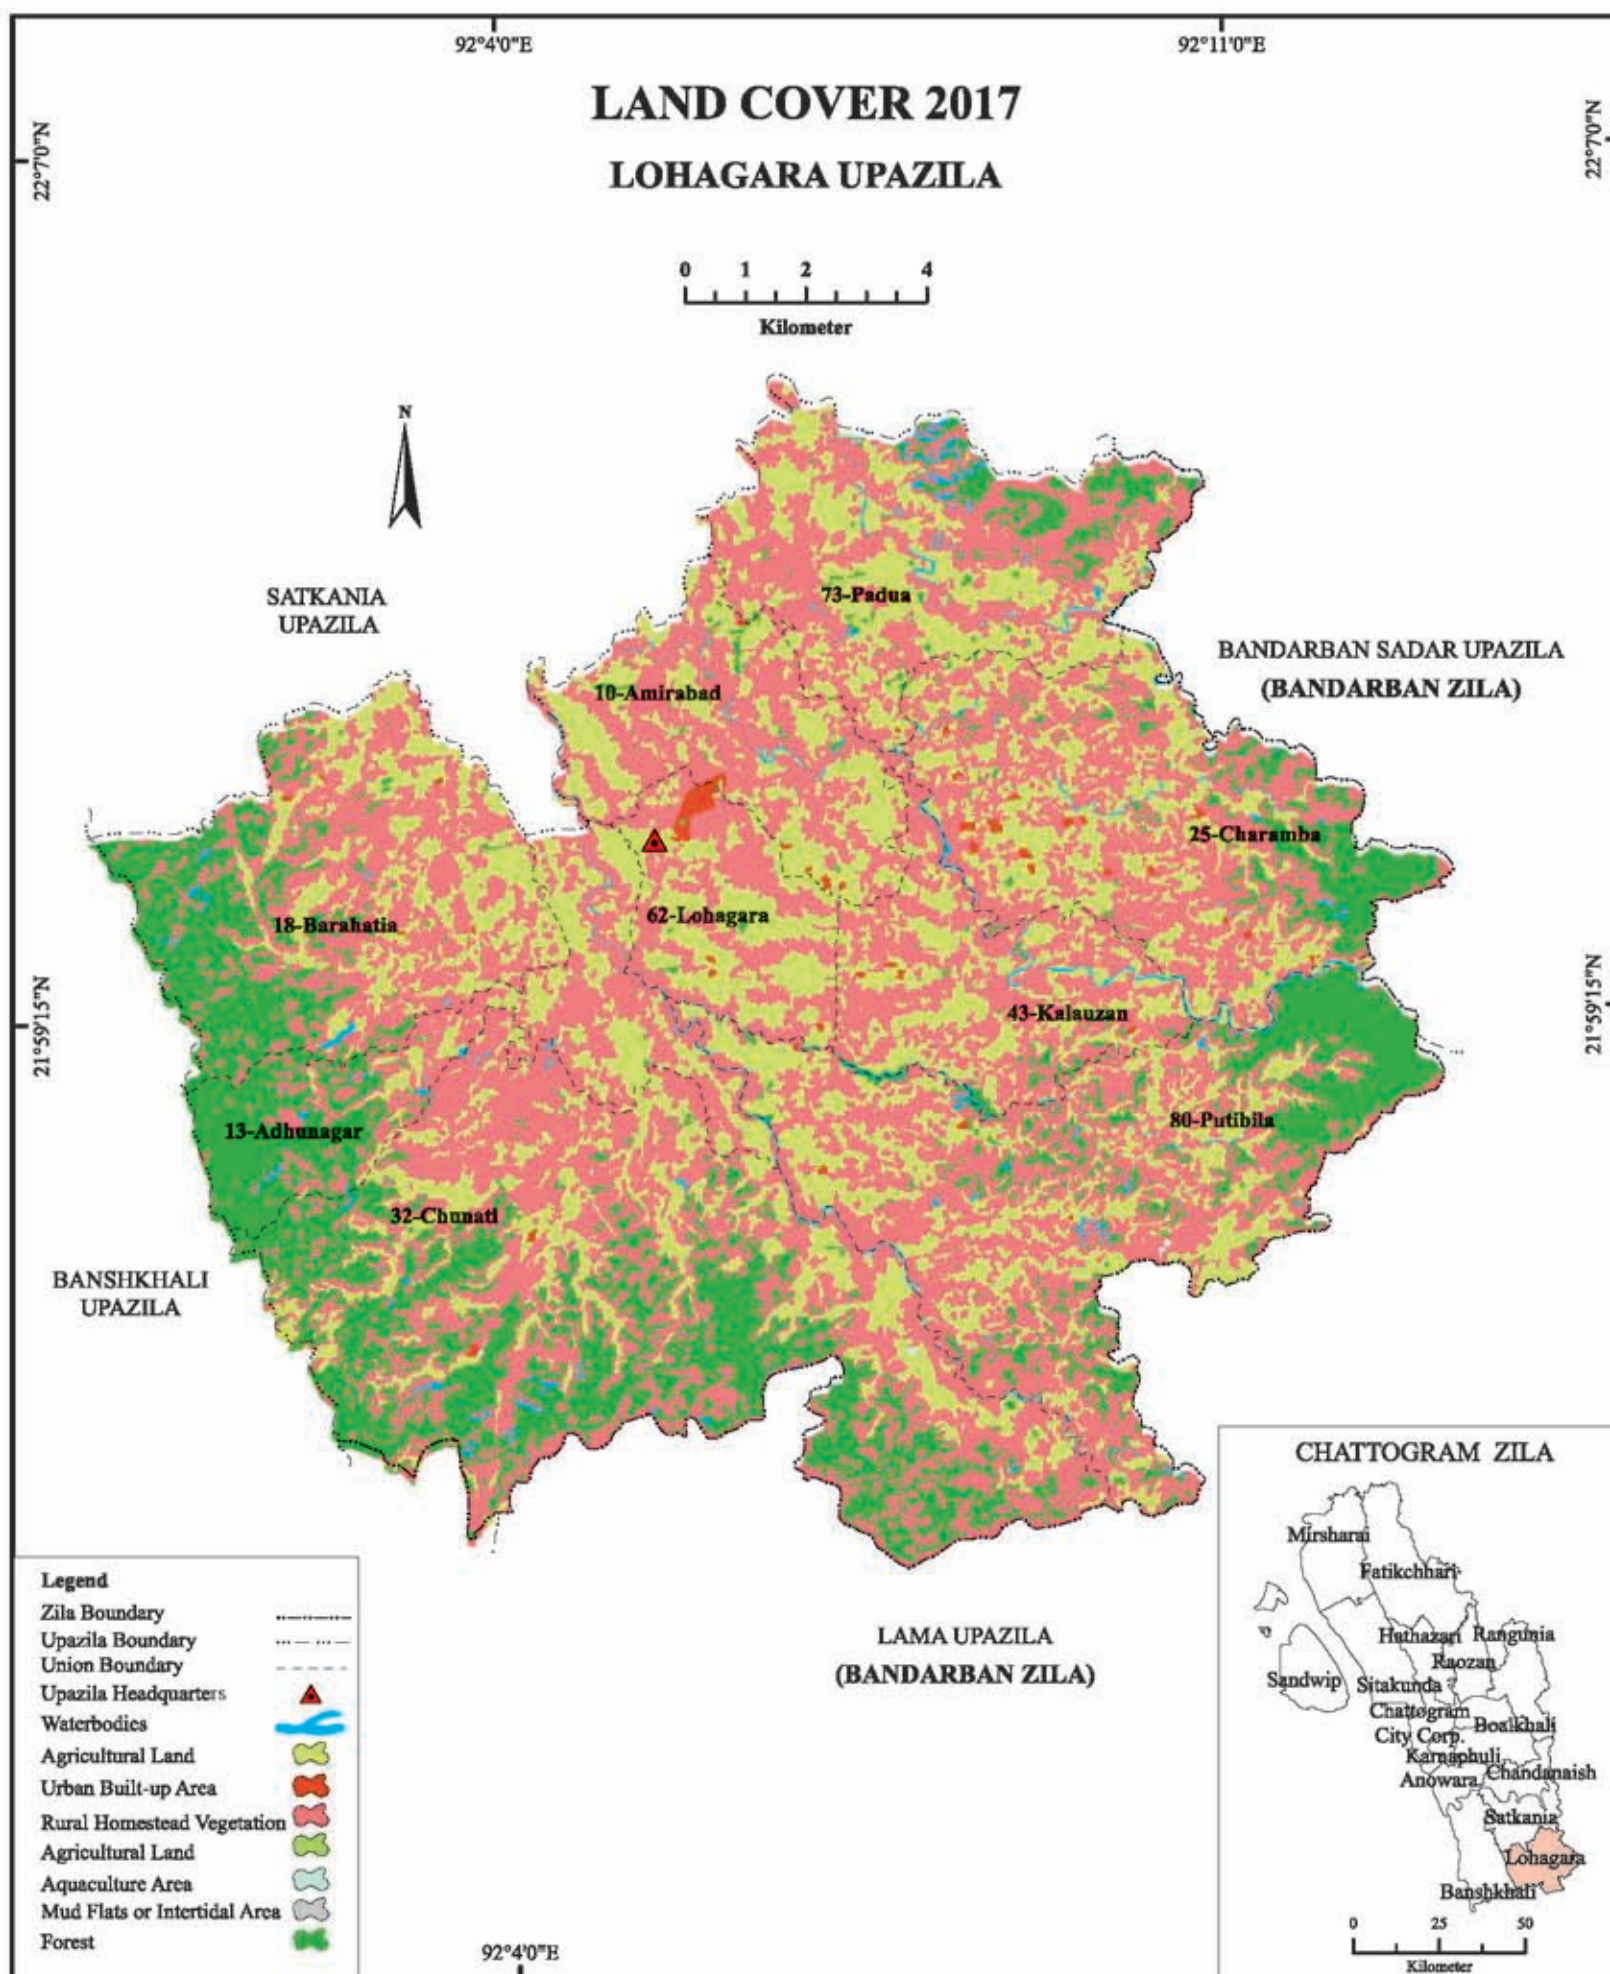 92°4'0"E
92°11'0"E
LAND COVER 2017
LOHAGARA UPAZILA
22°7'0"N
22°7'0"N
0 1 2 4
Kilometer
N
SATKANIA
UPAZILA
73-Padua
BANDARBAN SADAR UPAZILA
(BANDARBAN ZILA)
10-Amirabad
25-Charamba
62-Lohagara
18-Barahatia
43-Kalauzan
21°59'15"N
21°59'15"N
80-Putibila
13-Adhunagar
32-Chunati
BANSHKHALI
UPAZILA
LAMA UPAZILA
(BANDARBAN ZILA)
Legend
Zila Boundary
Upazila Boundary
Union Boundary
Upazila Headquarters
Waterbodies
Agricultural Land
Urban Built-up Area
Rural Homestead Vegetation
Agricultural Land
Aquaculture Area
Mud Flats or Intertidal Area
Forest
92°4'0"E
CHATTOGRAM ZILA
Mirsharai
Fatikchhari
Hathazari
Rangunia
Raozan
Sandwip
Sitakunda
Chattogram
City Corp.
Boalkhali
Karnaphuli
Anowara
Chandanaish
Satkania
Lohagara
Banshkhali
0 25 50
Kilometer